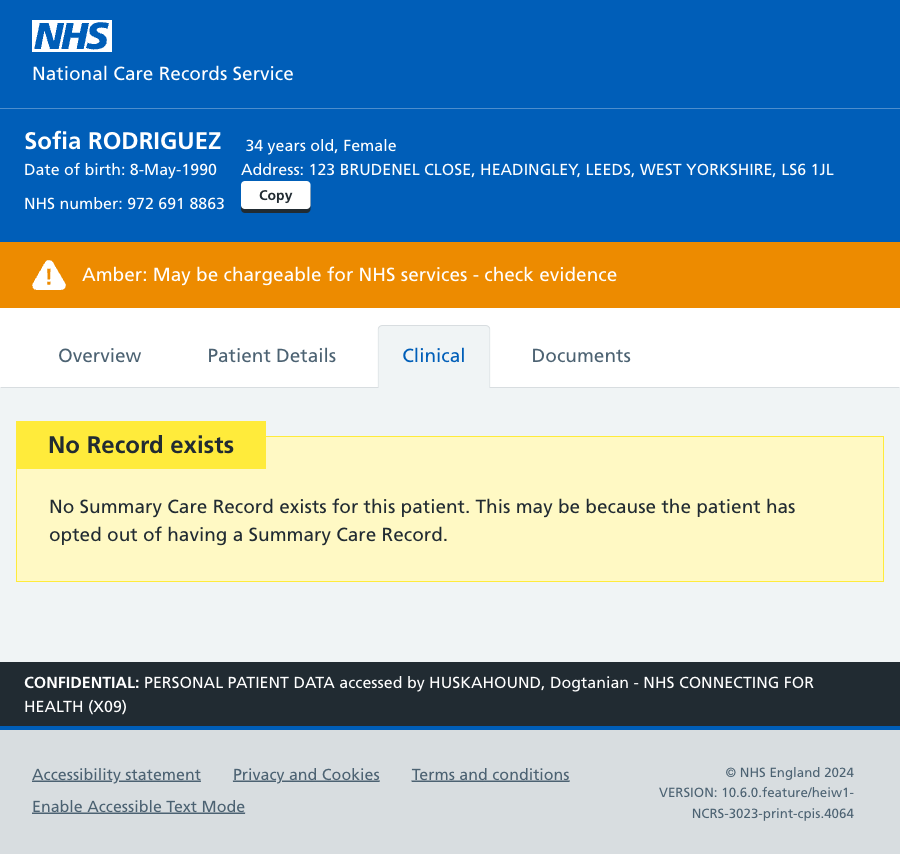 NHS
National Care Records Service
Sofia RODRIGUEZ 34 years old, Female
Date of birth: 8-May-1990 Address: 123 BRUDENEL CLOSE, HEADINGLEY, LEEDS, WEST YORKSHIRE, LS6 1JL
NHS number: 972 691 8863 Copy
Amber: May be chargeable for NHS services - check evidence
Overview Patient Details Clinical Documents
No Record exists
No Summary Care Record exists for this patient. This may be because the patient has
opted out of having a Summary Care Record.
CONFIDENTIAL: PERSONAL PATIENT DATA accessed by HUSKAHOUND, Dogtanian - NHS CONNECTING FOR
HEALTH (X09)
Accessibility statement Privacy and Cookies Terms and conditions
Enable Accessible Text Mode
© NHS England 2024
VERSION: 10.6.0.feature/heiw1-
NCRS-3023-print-cpis.4064